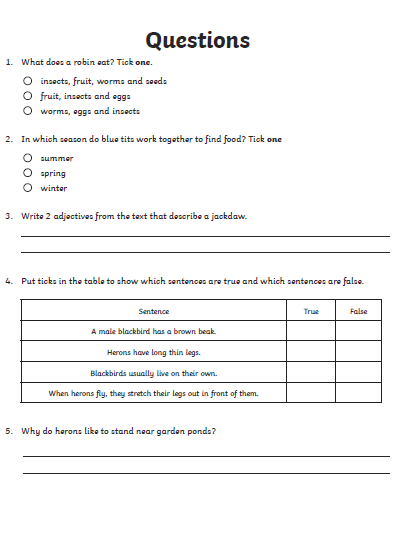 Questions
1. What does a robin eat? Tick one.
insects, fruit, worms and seeds
fruit, insects and eggs
worms, eggs and insects
2. In which season do blue tits work together to find food? Tick one
summer
spring
winter
3. Write 2 adjectives from the text that describe a jackdaw.
4. Put ticks in the table to show which sentences are true and which sentences are false.
Sentence True False
A male blackbird has a brown beak.
Herons have long thin legs.
Blackbirds usually live on their own.
When herons fly, they stretch their legs out in front of them.
5. Why do herons like to stand near garden ponds?